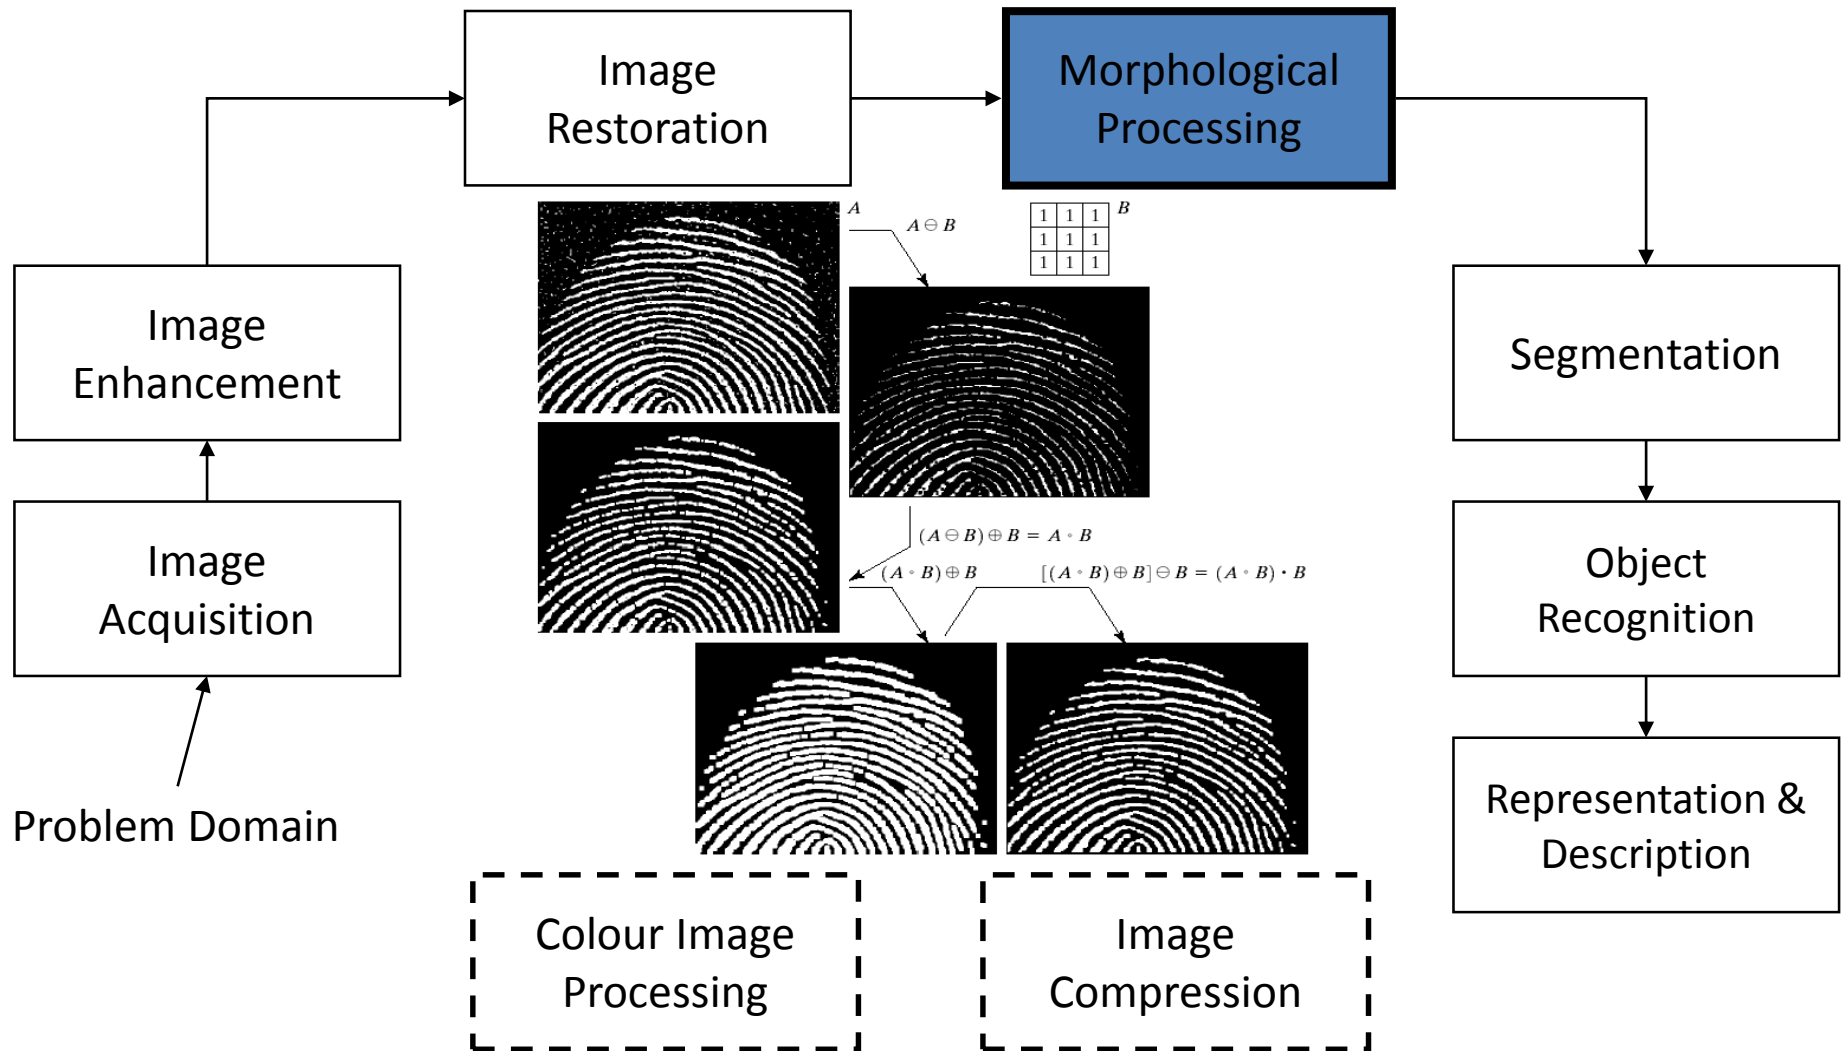 Image
Restoration
Morphological
Processing
A
A ⊖ B
1 1 1
1 1 1
1 1 1
B
Image
Enhancement
Segmentation
Image
Acquisition
(A ⊖ B) ⊕ B = A ∘ B
(A ∘ B) ⊕ B
[(A ∘ B) ⊕ B] ⊖ B = (A ∘ B) • B
Object
Recognition
Problem Domain
Representation &
Description
Colour Image
Processing
Image
Compression